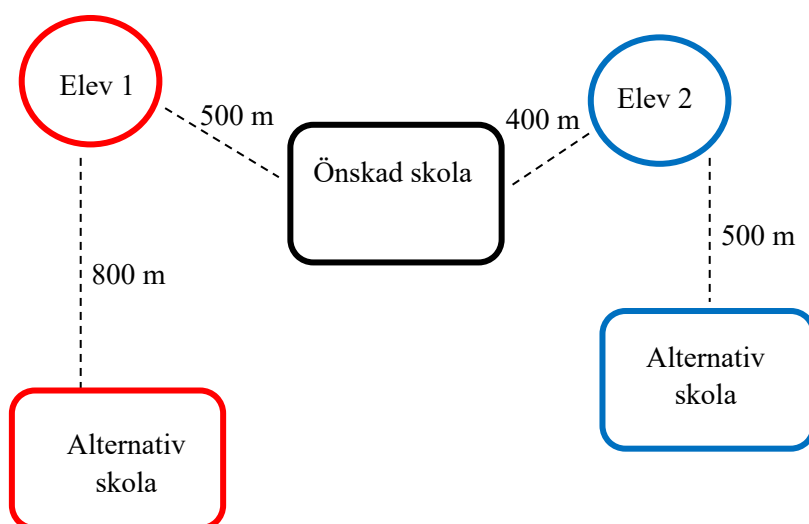 Elev 1
500 m
Önskad skola
400 m
Elev 2
800 m
500 m
Alternativ
skola
Alternativ
skola